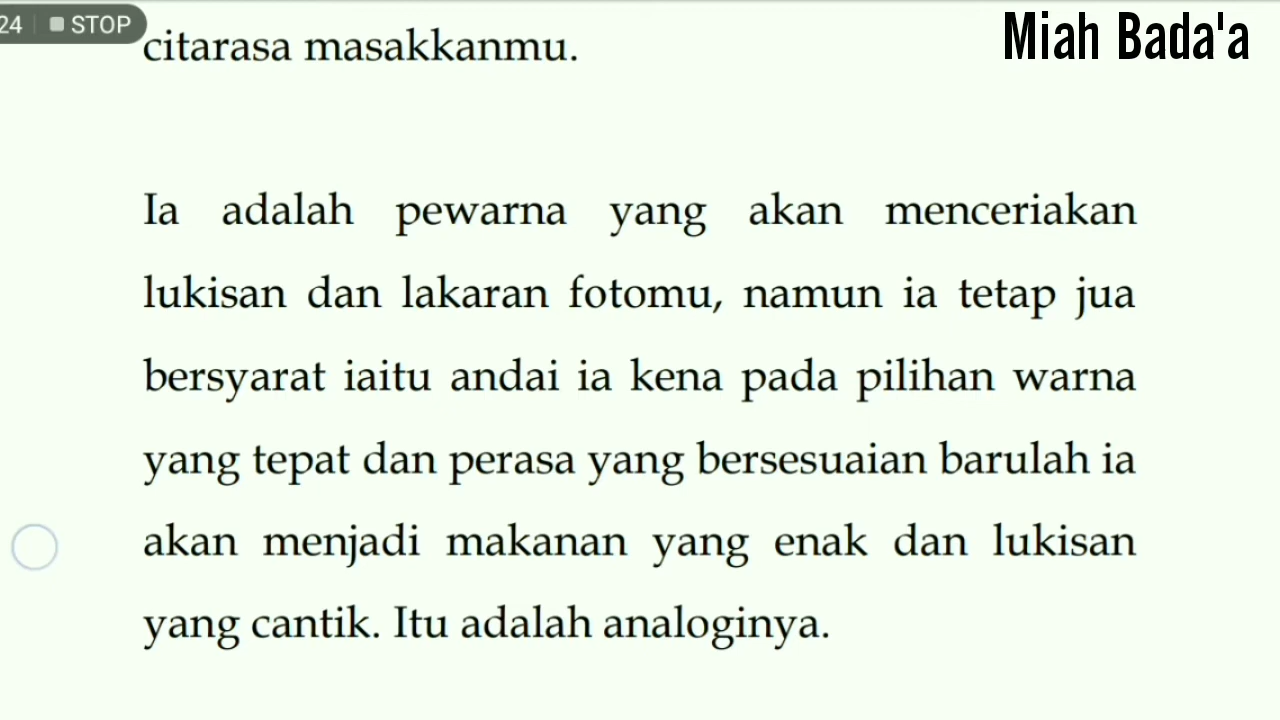 24 STOP
Miah Bada'a
citarasa masakkanmu.
Ia adalah pewarna yang akan menceriakan
lukisan dan lakaran fotomu, namun ia tetap jua
bersyarat iaitu andai ia kena pada pilihan warna
yang tepat dan perasa yang bersesuaian barulah ia
akan menjadi makanan yang enak dan lukisan
yang cantik. Itu adalah analoginya.